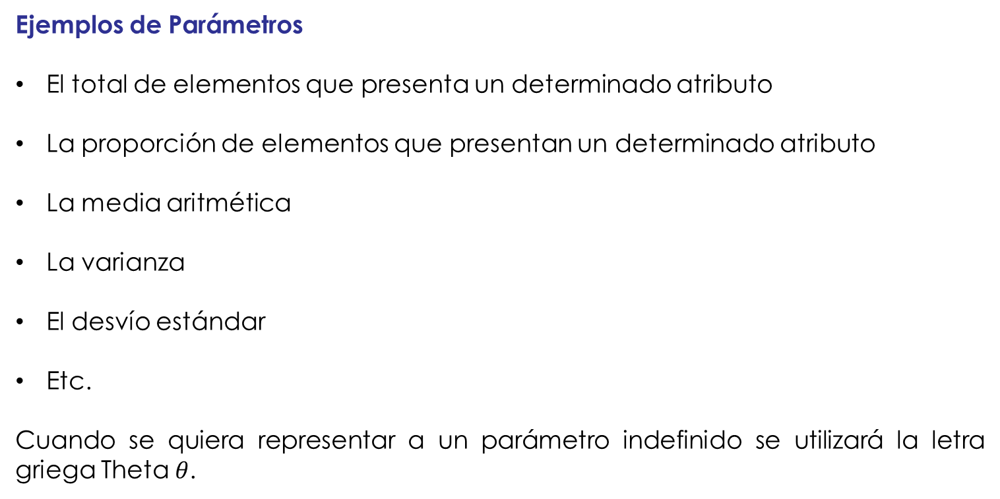 Ejemplos de Parámetros
• El total de elementos que presenta un determinado atributo
• La proporción de elementos que presentan un determinado atributo
• La media aritmética
• La varianza
• El desvío estándar
• Etc.
Cuando se quiera representar a un parámetro indefinido se utilizará la letra
griega Theta θ.